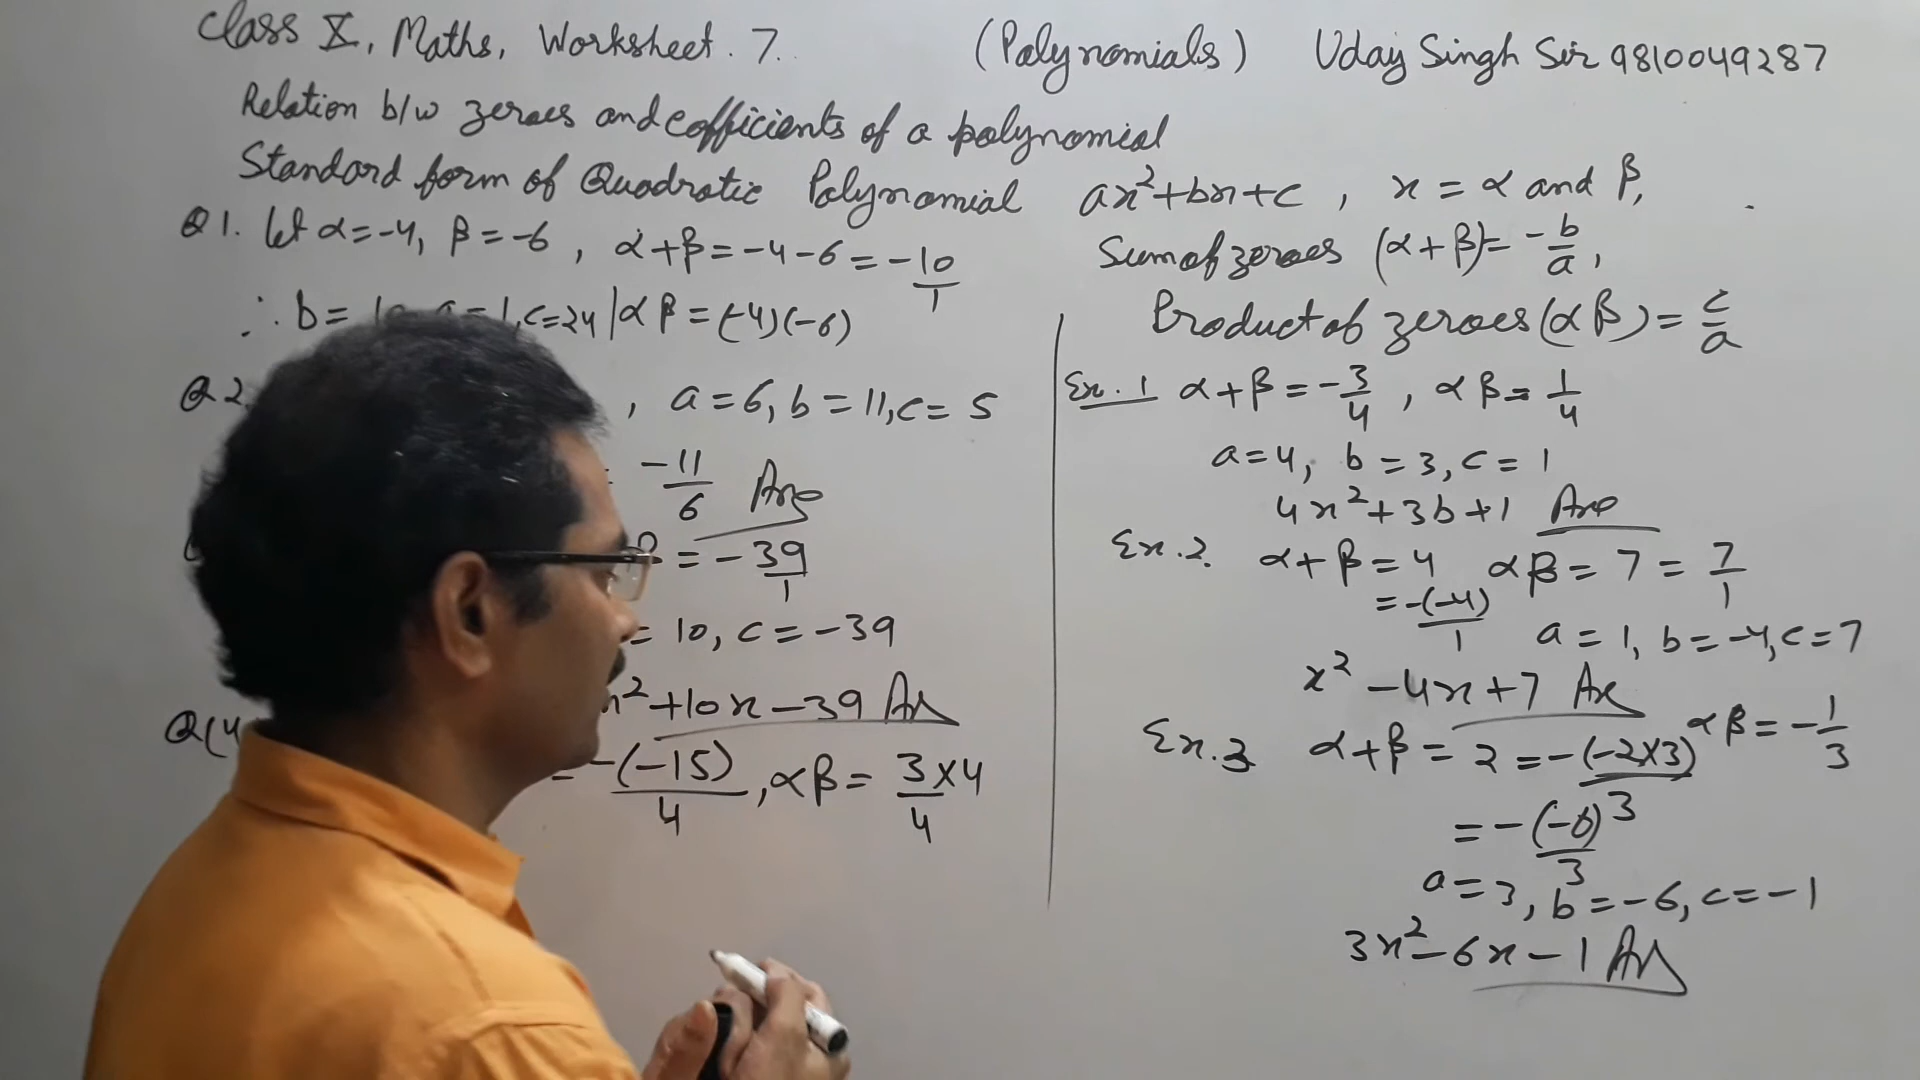 Class X, Maths, Worksheet. 7. (Polynomials) Uday Singh Sir 9810049287
Relation b/w zeroes and cofficients of a polynomial
Standard form of Quadratic Polynomial ax²+bx+c, x = α and β,
Sum of zeroes (α+β) = -b/a,
Product of zeroes (αβ) = c/a
Q1. Let α=-4, β=-6, α+β=-4-6=-10/1
∴ b= a=1, c=24 | αβ=(-4)(-6)
Q2. , a=6, b=11, c=5
-11/6 Ans
= -39/1
= 10, c=-39
x²+10x-39 Ans
Q(4
= -(-15)/4, αβ = 3×4/4
Ex.1 α+β = -3/4, αβ = 1/4
a=4, b=3, c=1
4x²+3b+1 Ans
Ex.2. α+β=4 αβ=7=7/1
= -(-4)/1 a=1, b=-4, c=7
x²-4x+7 Ans
Ex.3 α+β=2=-(-2×3)/3 αβ=-1/3
= -(-6)/3
a=3, b=-6, c=-1
3x²-6x-1 Ans